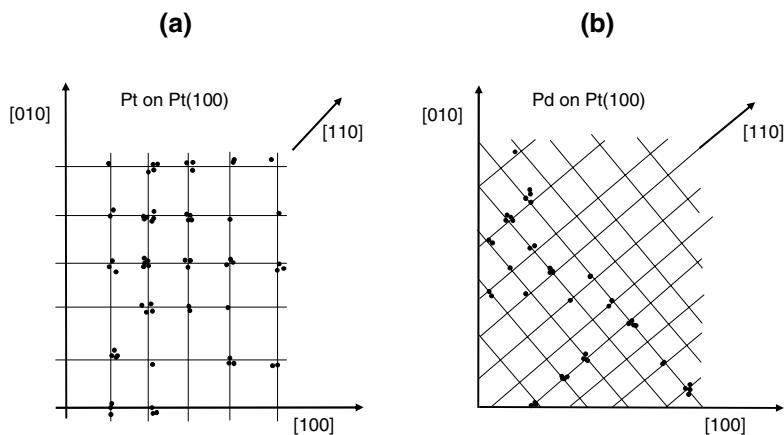 (a)
[010]
Pt on Pt(100)
[110]
[100]
(b)
[010]
Pd on Pt(100)
[110]
[100]